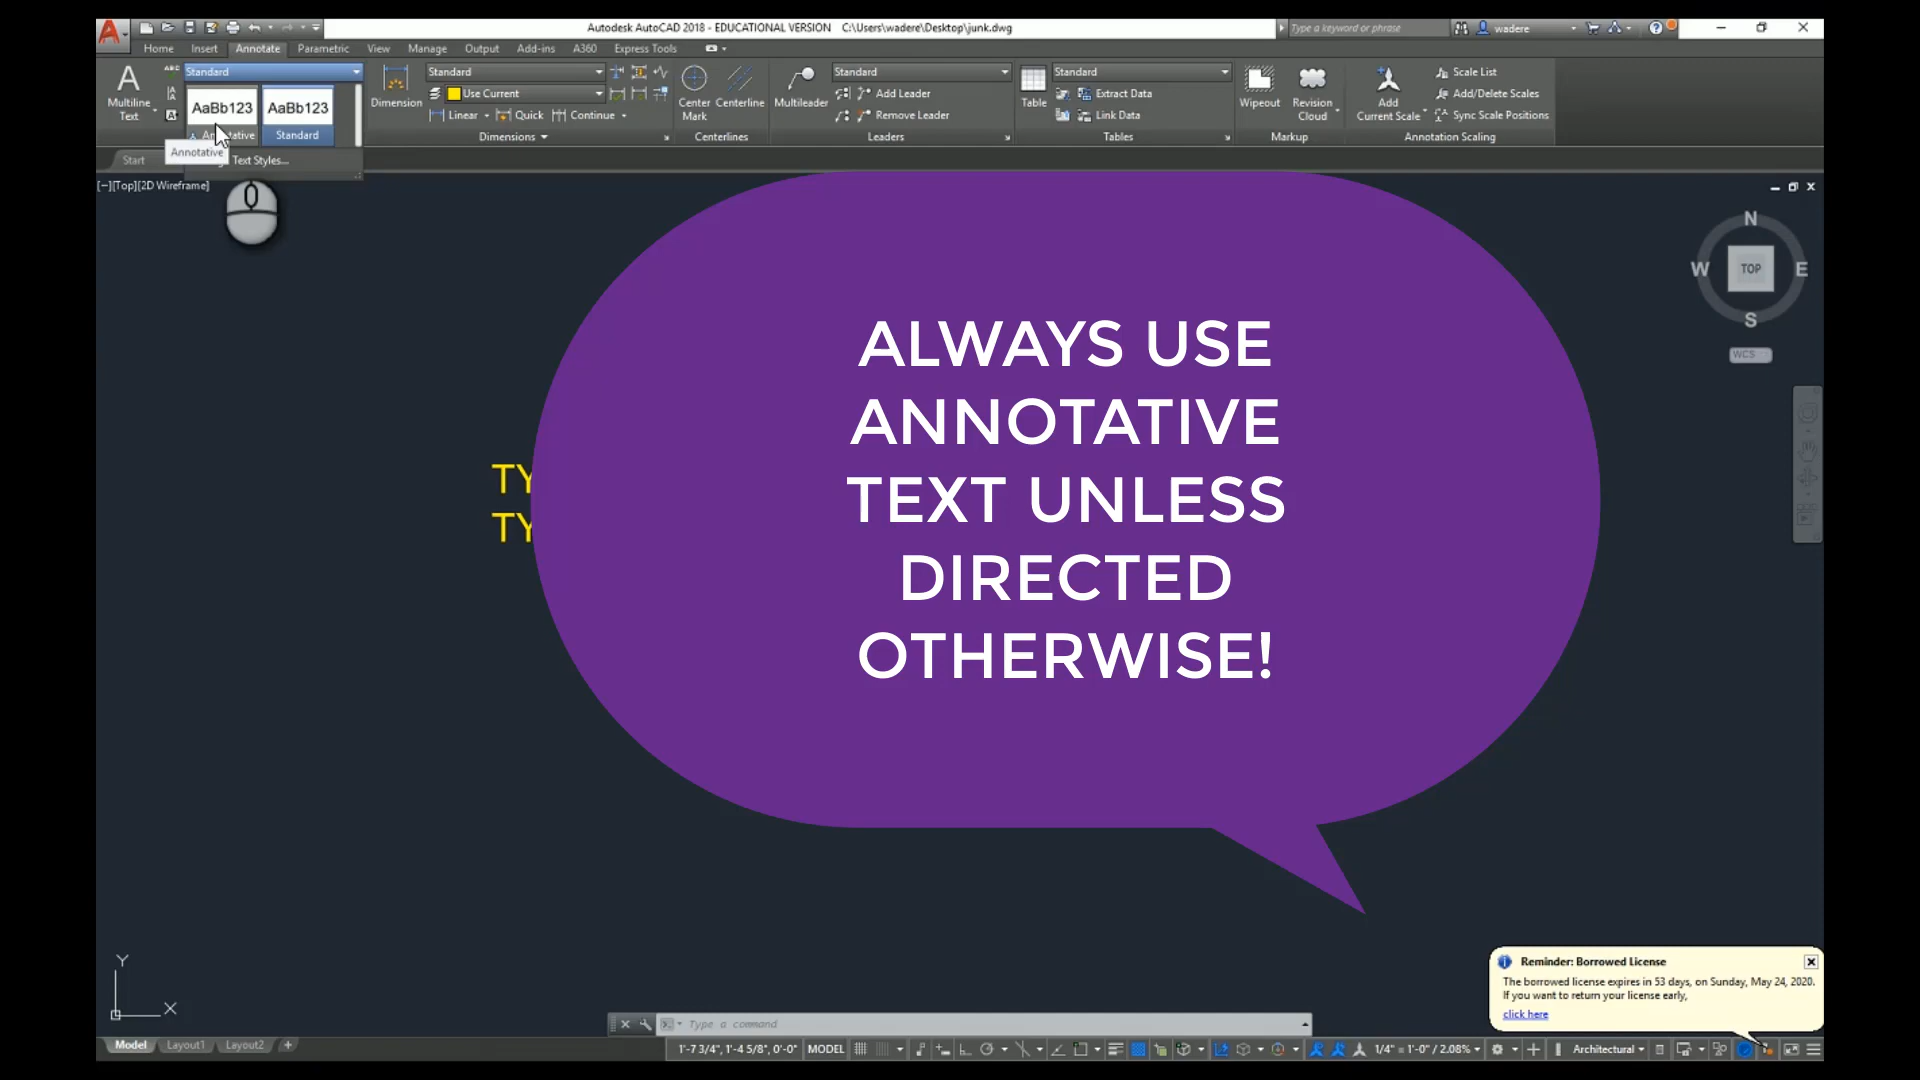 Autodesk AutoCAD 2018 - EDUCATIONAL VERSION C:\Users\wadere\Desktop\junk.dwg
Type a keyword or phrase
wadere
Home Insert Annotate Parametric View Manage Output Add-ins A360 Express Tools
Multiline Text
ABC
Standard
AaBb123 AaBb123
Standard
Annotative
Text Styles...
Dimension
Standard
Use Current
Linear Quick Continue
Dimensions
Center Mark
Centerline
Centerlines
Multileader
Standard
Add Leader
Remove Leader
Leaders
Table
Standard
Extract Data
Link Data
Tables
Wipeout
Revision Cloud
Markup
Add Current Scale
Scale List
Add/Delete Scales
Sync Scale Positions
Annotation Scaling
Start
[−][Top][2D Wireframe]
N
W TOP E
S
WCS
ALWAYS USE
ANNOTATIVE
TEXT UNLESS
DIRECTED
OTHERWISE!
TY
TY
Y
X
Reminder: Borrowed License
The borrowed license expires in 53 days, on Sunday, May 24, 2020.
If you want to return your license early,
click here
Type a command
Model Layout1 Layout2 +
1'-7 3/4", 1'-4 5/8", 0'-0" MODEL 1/4" = 1'-0" / 2.08% Architectural